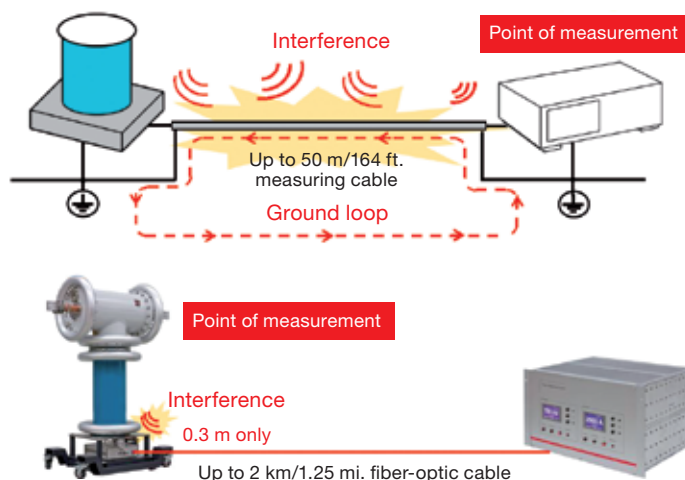 Interference
Point of measurement
Up to 50 m/164 ft.
measuring cable
Ground loop
Point of measurement
Interference
0.3 m only
Up to 2 km/1.25 mi. fiber-optic cable